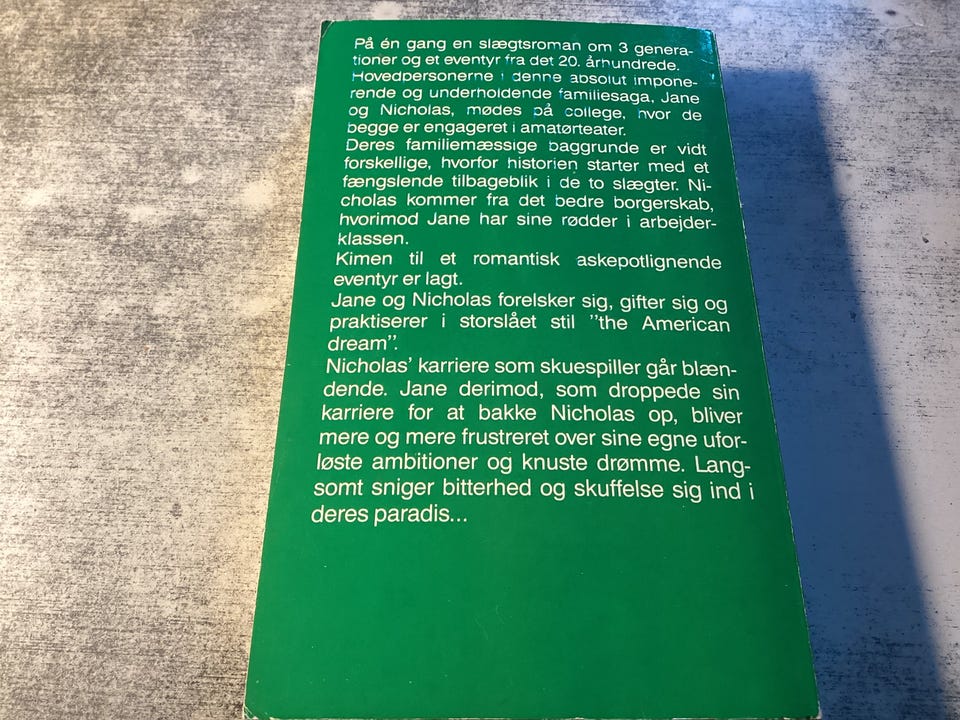 På én gang en slægtsroman om 3 genera-
tioner og et eventyr fra det 20. århundrede.
Hovedpersonerne i denne absolut impone-
rende og underholdende familiesaga, Jane
og Nicholas, mødes på college, hvor de
begge er engageret i amatørteater.
Deres familiemæssige baggrunde er vidt
forskellige, hvorfor historien starter med et
fængslende tilbageblik i de to slægter. Ni-
cholas kommer fra det bedre borgerskab,
hvorimod Jane har sine rødder i arbejder-
klassen.
Kimen til et romantisk askepotlignende
eventyr er lagt.
Jane og Nicholas forelsker sig, gifter sig og
praktiserer i storslået stil ”the American
dream”.
Nicholas’ karriere som skuespiller går blæn-
dende. Jane derimod, som droppede sin
karriere for at bakke Nicholas op, bliver
mere og mere frustreret over sine egne ufor-
løste ambitioner og knuste drømme. Lang-
somt sniger bitterhed og skuffelse sig ind i
deres paradis...